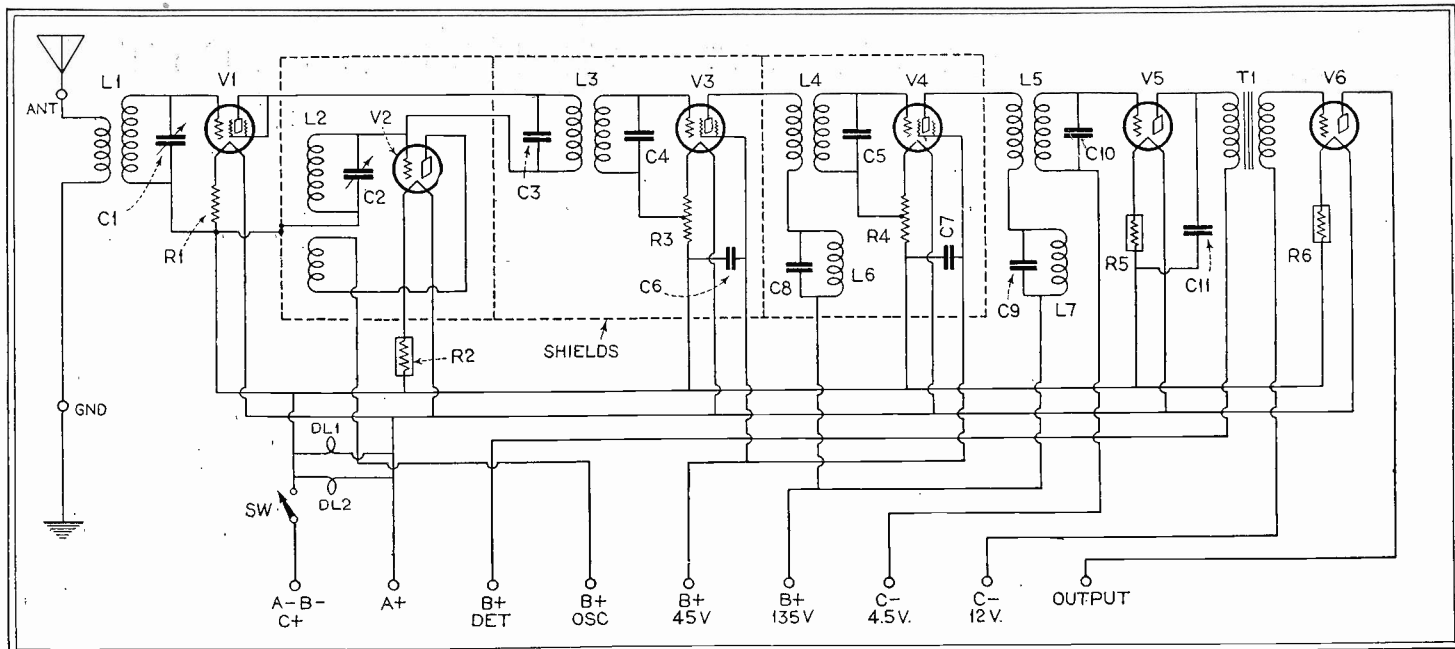 ANT
L1
V1
C1
R1
L2
V2
C2
R2
C3
L3
C4
V3
R3
C6
L4
C5
V4
R4
C7
C8
L6
L5
C10
V5
R5
C9
L7
C11
T1
V6
R6
SHIELDS
GND
DL1
DL2
SW
A-B-
C+
A+
B+
DET
B+
OSC
B+
45V
B+
135V
C-
4.5V.
C-
12V.
OUTPUT